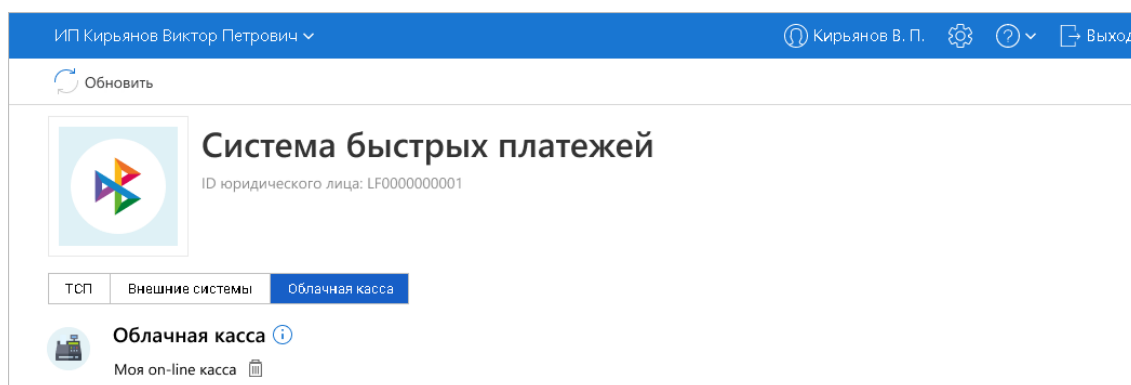 ИП Кирьянов Виктор Петрович
Кирьянов В. П.
Выход
Обновить
Система быстрых платежей
ID юридического лица: LF0000000001
ТСП
Внешние системы
Облачная касса
Облачная касса
Моя on-line касса